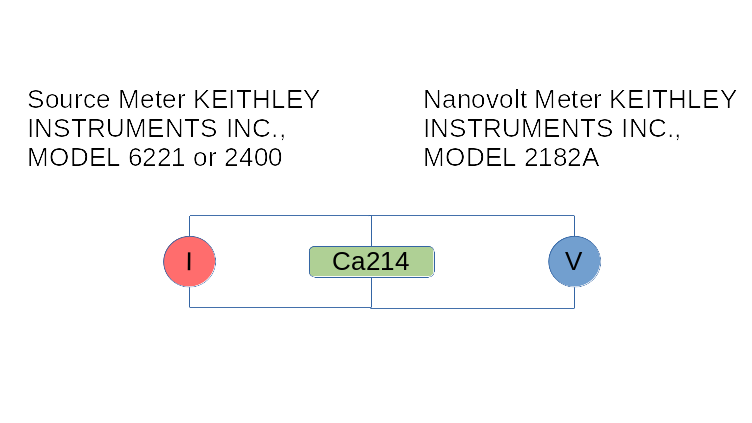 Source Meter KEITHLEY
INSTRUMENTS INC.,
MODEL 6221 or 2400
Nanovolt Meter KEITHLEY
INSTRUMENTS INC.,
MODEL 2182A
I
Ca214
V